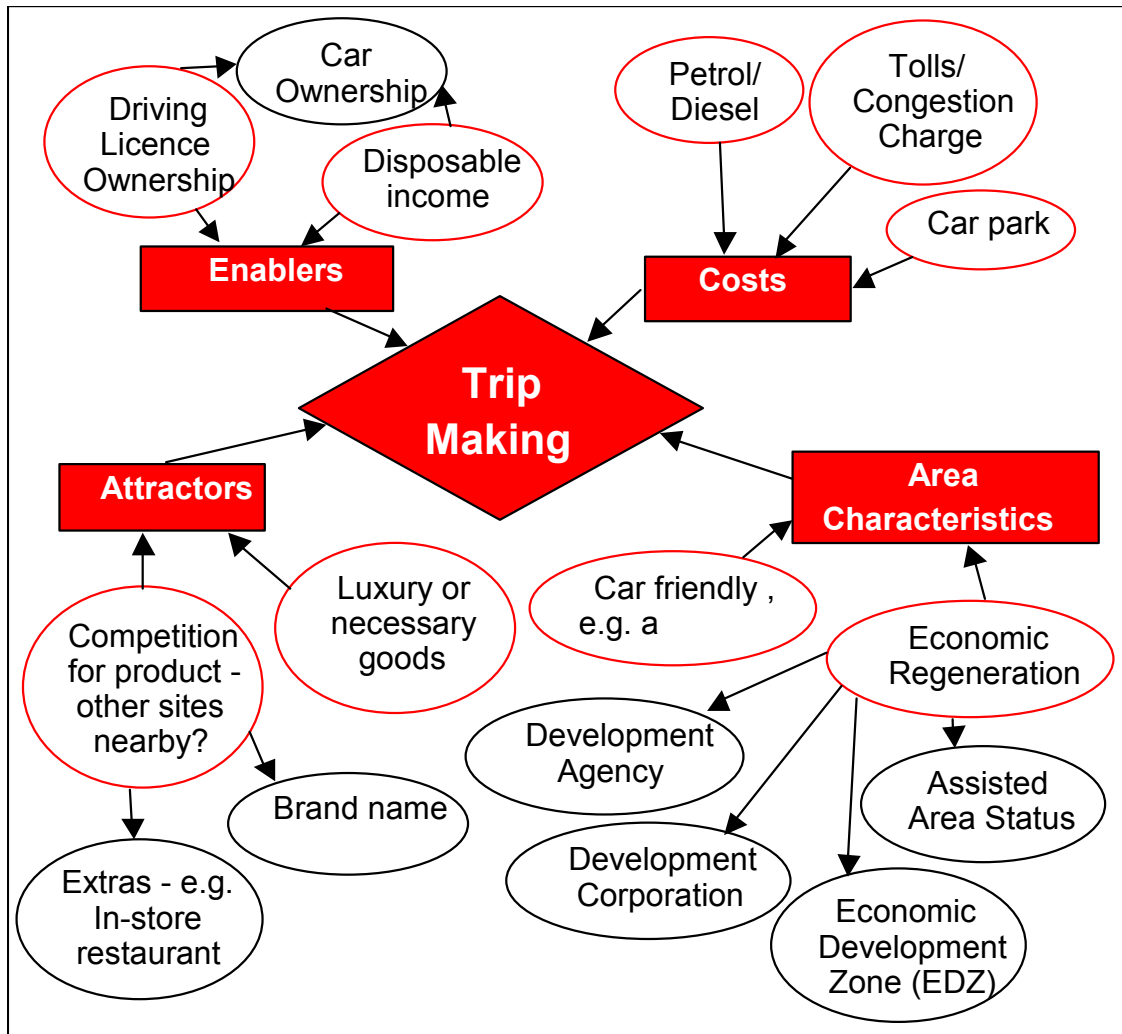 Car
Ownership
Driving
Licence
Ownership
Disposable
income
Enablers
Petrol/
Diesel
Tolls/
Congestion
Charge
Car park
Costs
Trip
Making
Attractors
Area
Characteristics
Competition
for product -
other sites
nearby?
Luxury or
necessary
goods
Brand name
Extras - e.g.
In-store
restaurant
Car friendly ,
e.g. a
Economic
Regeneration
Development
Agency
Development
Corporation
Economic
Development
Zone (EDZ)
Assisted
Area Status